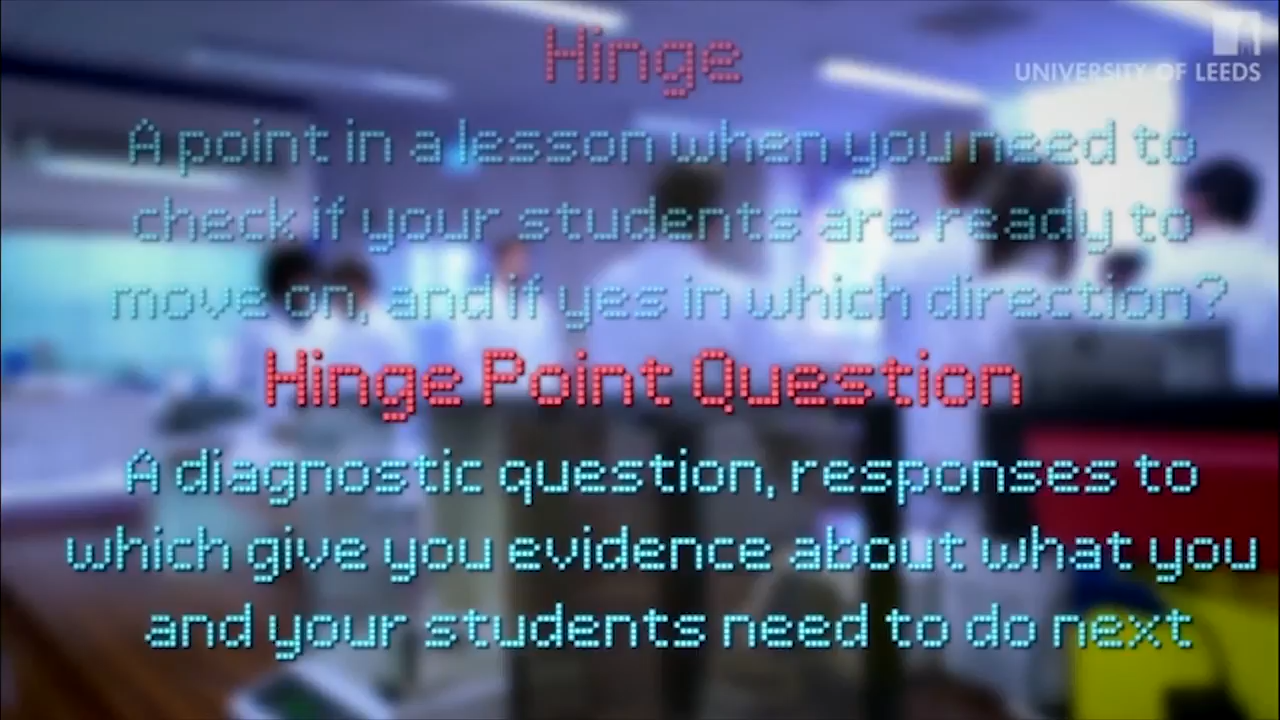 Hinge
UNIVERSITY OF LEEDS
A point in a lesson when you need to
check if your students are ready to
move on, and if yes in which direction?
Hinge Point Question
A diagnostic question, responses to
which give you evidence about what you
and your students need to do next